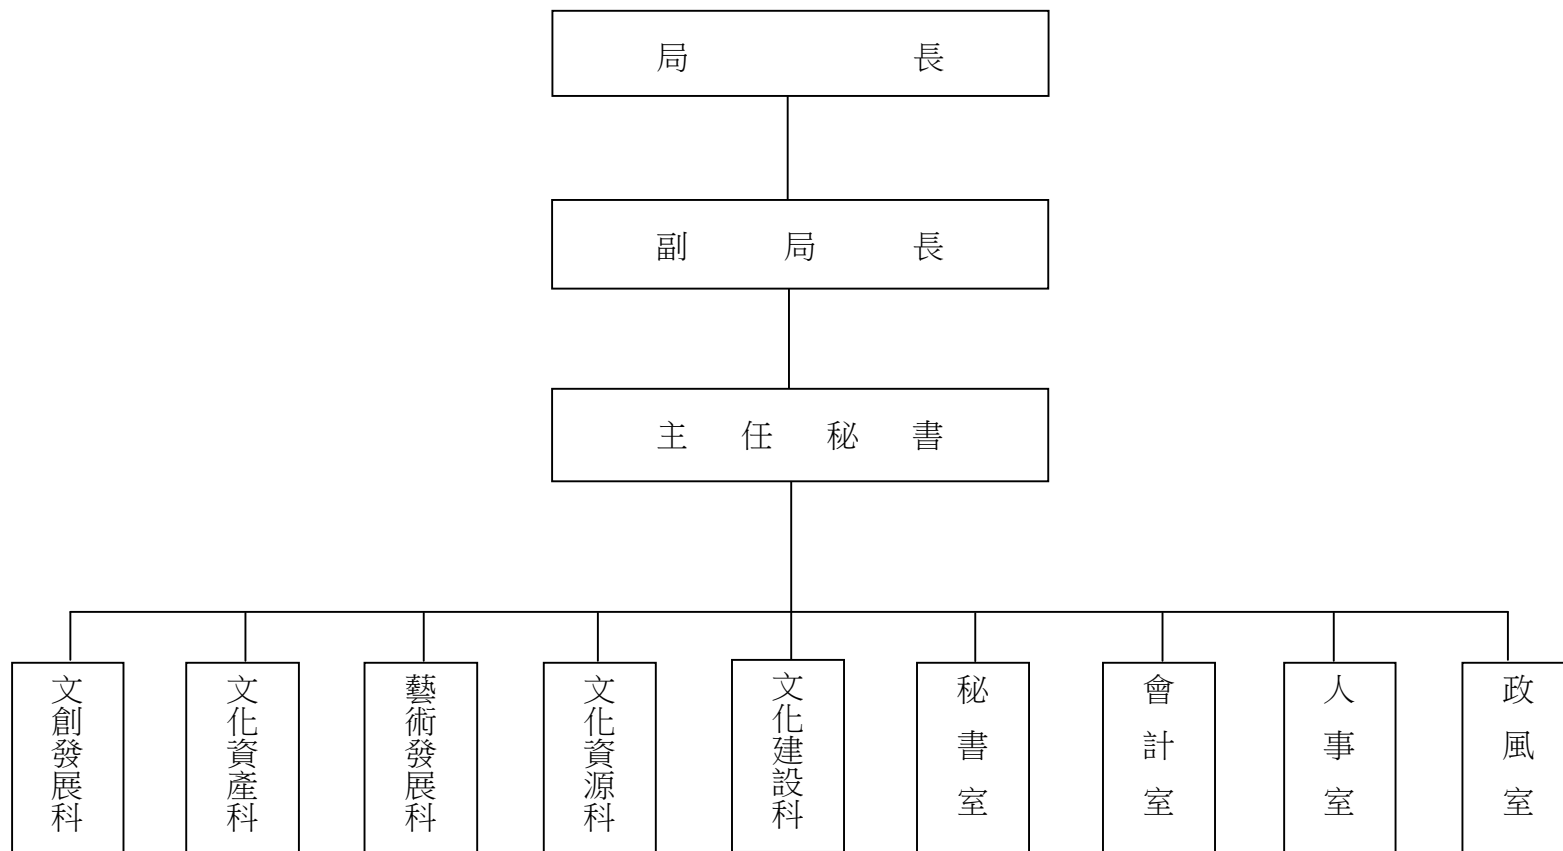 局長
副局長
主任秘書
文創發展科
文化資產科
藝術發展科
文化資源科
文化建設科
秘書室
會計室
人事室
政風室